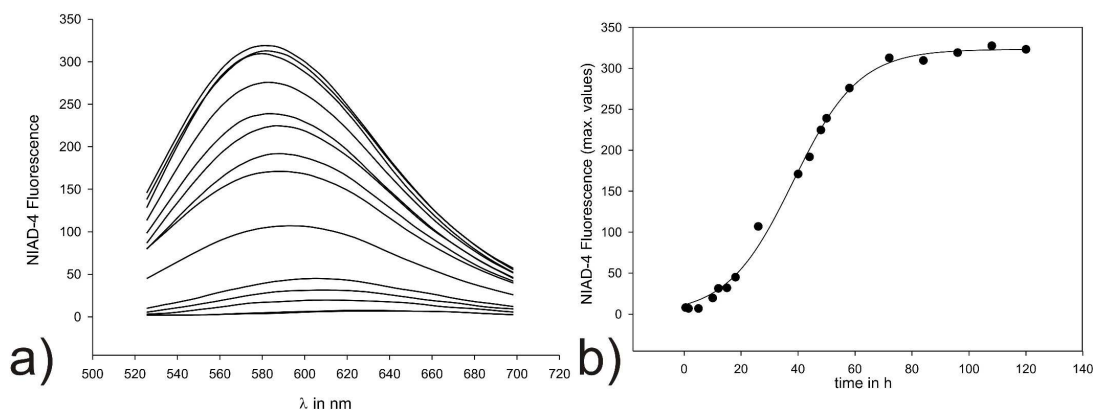 350
300
250
200
150
100
50
0
NIAD-4 Fluorescence
500 520 540 560 580 600 620 640 660 680 700 720
λ in nm
a)
350
300
250
200
150
100
50
0
NIAD-4 Fluorescence (max. values)
0 20 40 60 80 100 120 140
time in h
b)